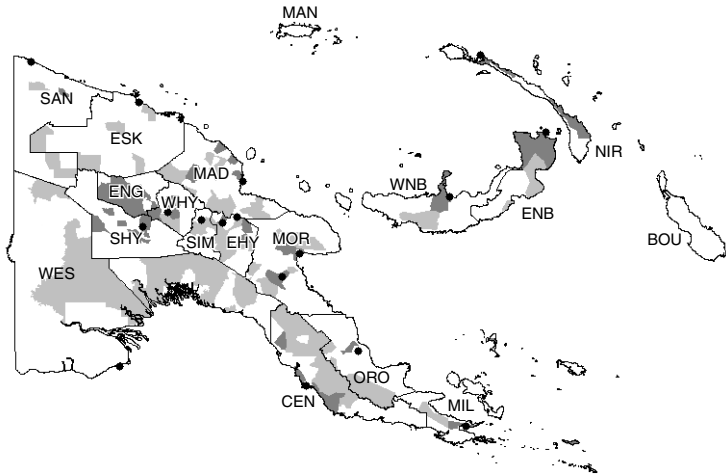 MAN
SAN
ESK
NIR
MAD
ENG
WNB
WHY
ENB
SHY
SIM
EHY
MOR
BOU
WES
ORO
CEN
MIL